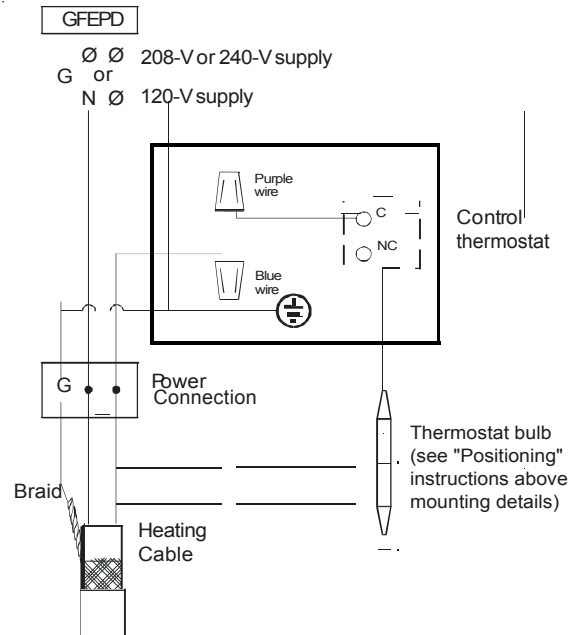 GFEPD
Ø Ø 208-V or 240-V supply
G or
N Ø 120-V supply
Purple
wire
C
NC
Control
thermostat
Blue
wire
G
Power
Connection
Thermostat bulb
(see "Positioning"
instructions above
mounting details)
Braid
Heating
Cable